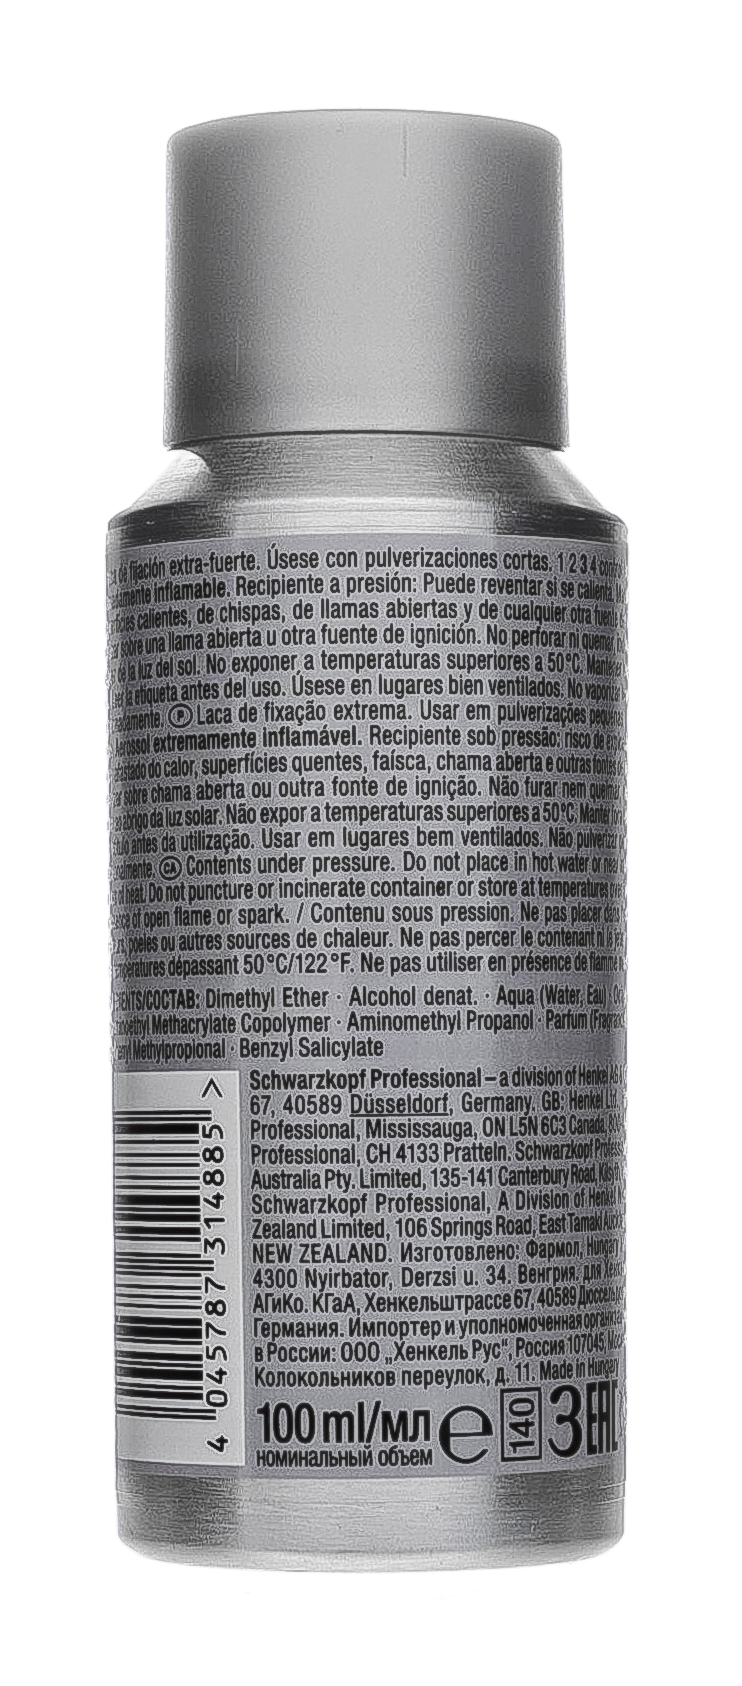 de fijación extra-fuerte. Úsese con pulverizaciones cortas. 1 2 3 4
inflamable. Recipiente a presión: Puede reventar si se calienta.
calientes, de chispas, de llamas abiertas y de cualquier otra
sobre una llama abierta u otra fuente de ignición. No perforar ni
la luz del sol. No exponer a temperaturas superiores a 50°C.
la etiqueta antes del uso. Úsese en lugares bien ventilados. No
P Laca de fixação extrema. Usar em pulverizações
Aerossol extremamente inflamável. Recipiente sob pressão: risco de
do calor, superfícies quentes, faísca, chama aberta e outras
sobre chama aberta ou outra fonte de ignição. Não furar nem
abrigo da luz solar. Não expor a temperaturas superiores a 50°C.
antes da utilização. Usar em lugares bem ventilados. Não
CA Contents under pressure. Do not place in hot water or near
of heat. Do not puncture or incinerate container or store at temperatures
of open flame or spark. / Contenu sous pression. Ne pas placer dans
poeles ou autres sources de chaleur. Ne pas percer le contenant ni le
dépassant 50°C/122°F. Ne pas utiliser en présence de flamme
/COCTAB: Dimethyl Ether · Alcohol denat. · Aqua (Water, Eau) ·
Methacrylate Copolymer · Aminomethyl Propanol · Parfum
Methylpropional · Benzyl Salicylate
Schwarzkopf Professional – a division of Henkel AG &
67, 40589 Düsseldorf, Germany. GB: Henkel Ltd,
Professional, Mississauga, ON L5N 6C3 Canada,
Professional, CH 4133 Pratteln. Schwarzkopf
Australia Pty. Limited, 135-141 Canterbury Road,
Schwarzkopf Professional, A Division of Henkel
Zealand Limited, 106 Springs Road, East Tamaki
NEW ZEALAND. Изготовлено: Фармол, Hungary
4300 Nyirbator, Derzsi u. 34. Венгрия. для
АГиКо. КГаА, Хенкельштрассе 67, 40589
Германия. Импортер и уполномоченная
в России: ООО „Хенкель Рус", Россия 107045,
Колокольников переулок, д. 11. Made in Hungary
100 ml/мл e 140 3 EAC
номинальный объем
4 045787 314885 >